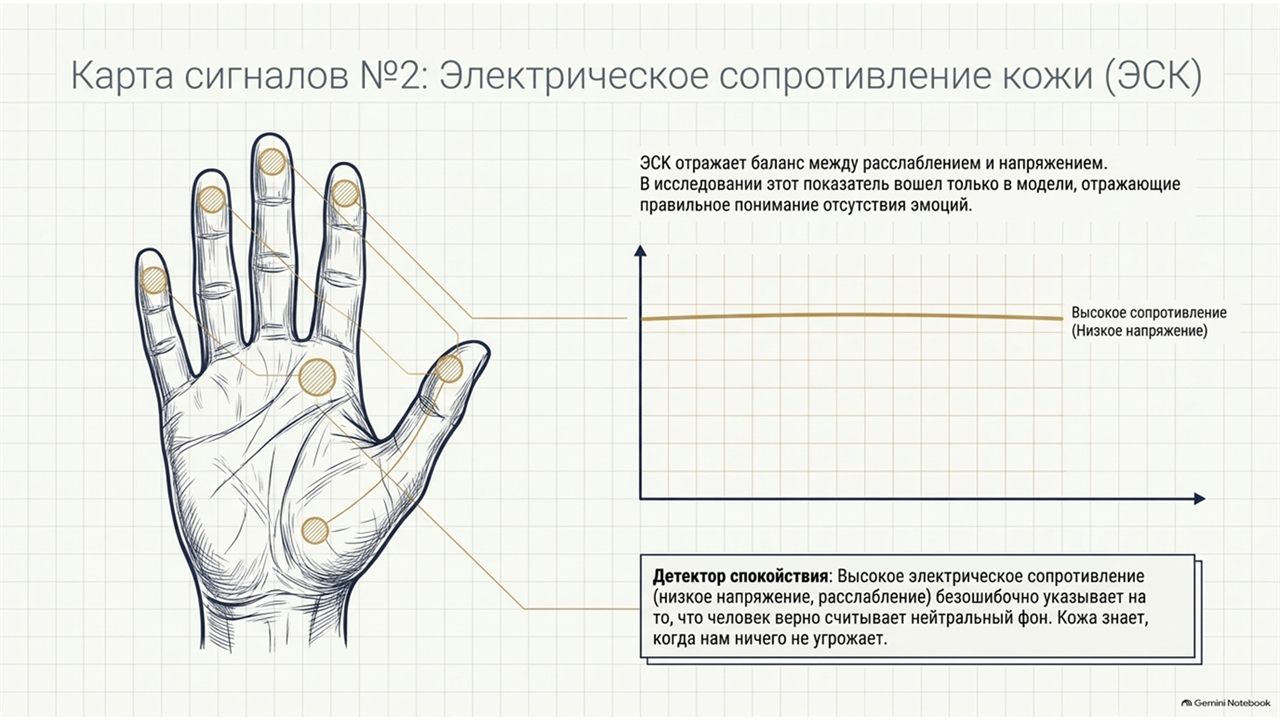 Карта сигналов №2: Электрическое сопротивление кожи (ЭСК)
ЭСК отражает баланс между расслаблением и напряжением.
В исследовании этот показатель вошел только в модели, отражающие
правильное понимание отсутствия эмоций.
Высокое сопротивление
(Низкое напряжение)
Детектор спокойствия: Высокое электрическое сопротивление
(низкое напряжение, расслабление) безошибочно указывает на
то, что человек верно считывает нейтральный фон. Кожа знает,
когда нам ничего не угрожает.
Gemini Notebook